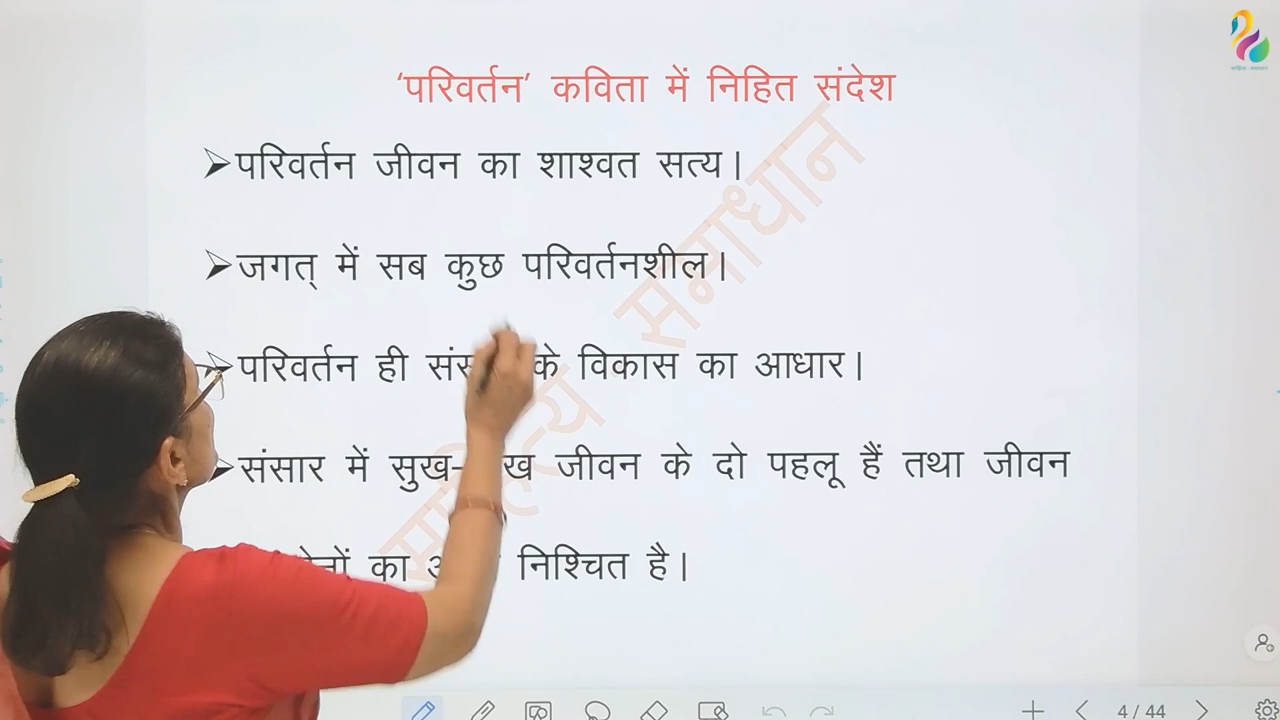 ‘परिवर्तन’ कविता में निहित संदेश
➢परिवर्तन जीवन का शाश्वत सत्य।
➢जगत् में सब कुछ परिवर्तनशील।
➢परिवर्तन ही के विकास का आधार।
➢संसार में सुख- जीवन के दो पहलू हैं तथा जीवन
का निश्चित है।
साहित्य समाधान
4 / 44